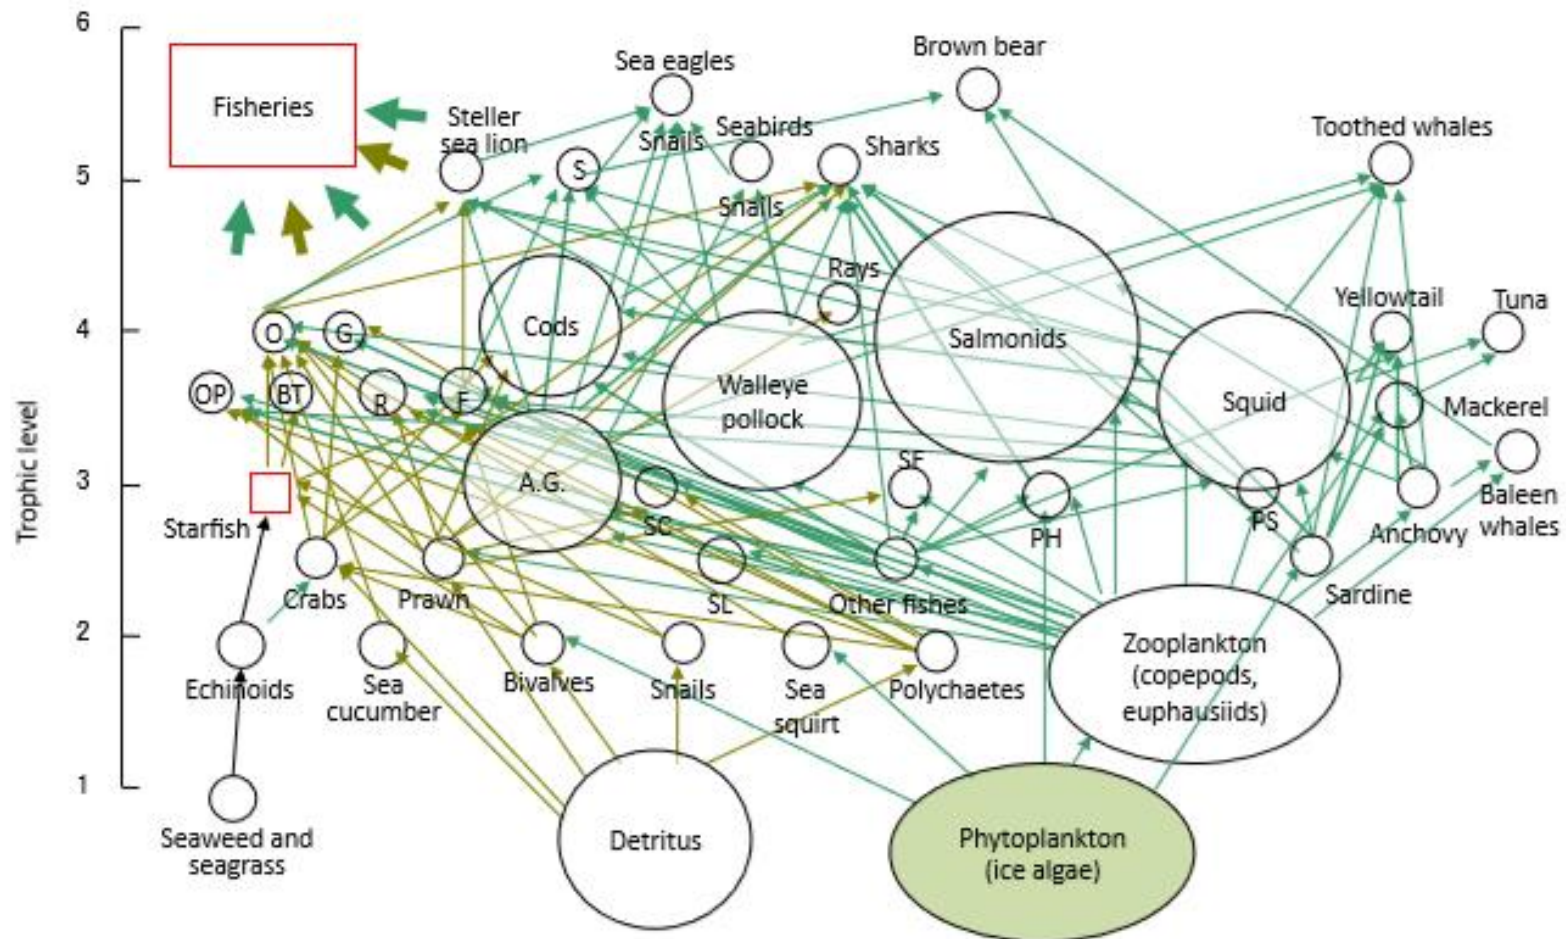 6
Brown bear
Sea eagles
Fisheries
Steller
sea lion
Snails
Seabirds
Sharks
Toothed whales
5
S
Snails
Rays
Yellowtail
Tuna
4
O
G
Cods
Salmonids
OP
BT
R
F
Walleye
pollock
Squid
Mackerel
Trophic level
3
A.G.
SF
Starfish
SC
PH
PS
Anchovy
Baleen
whales
Crabs
Prawn
SL
Other fishes
Sardine
2
Zooplankton
(copepods,
euphausiids)
Echinoids
Sea
cucumber
Bivalves
Snails
Sea
squirt
Polychaetes
1
Seaweed and
seagrass
Detritus
Phytoplankton
(ice algae)